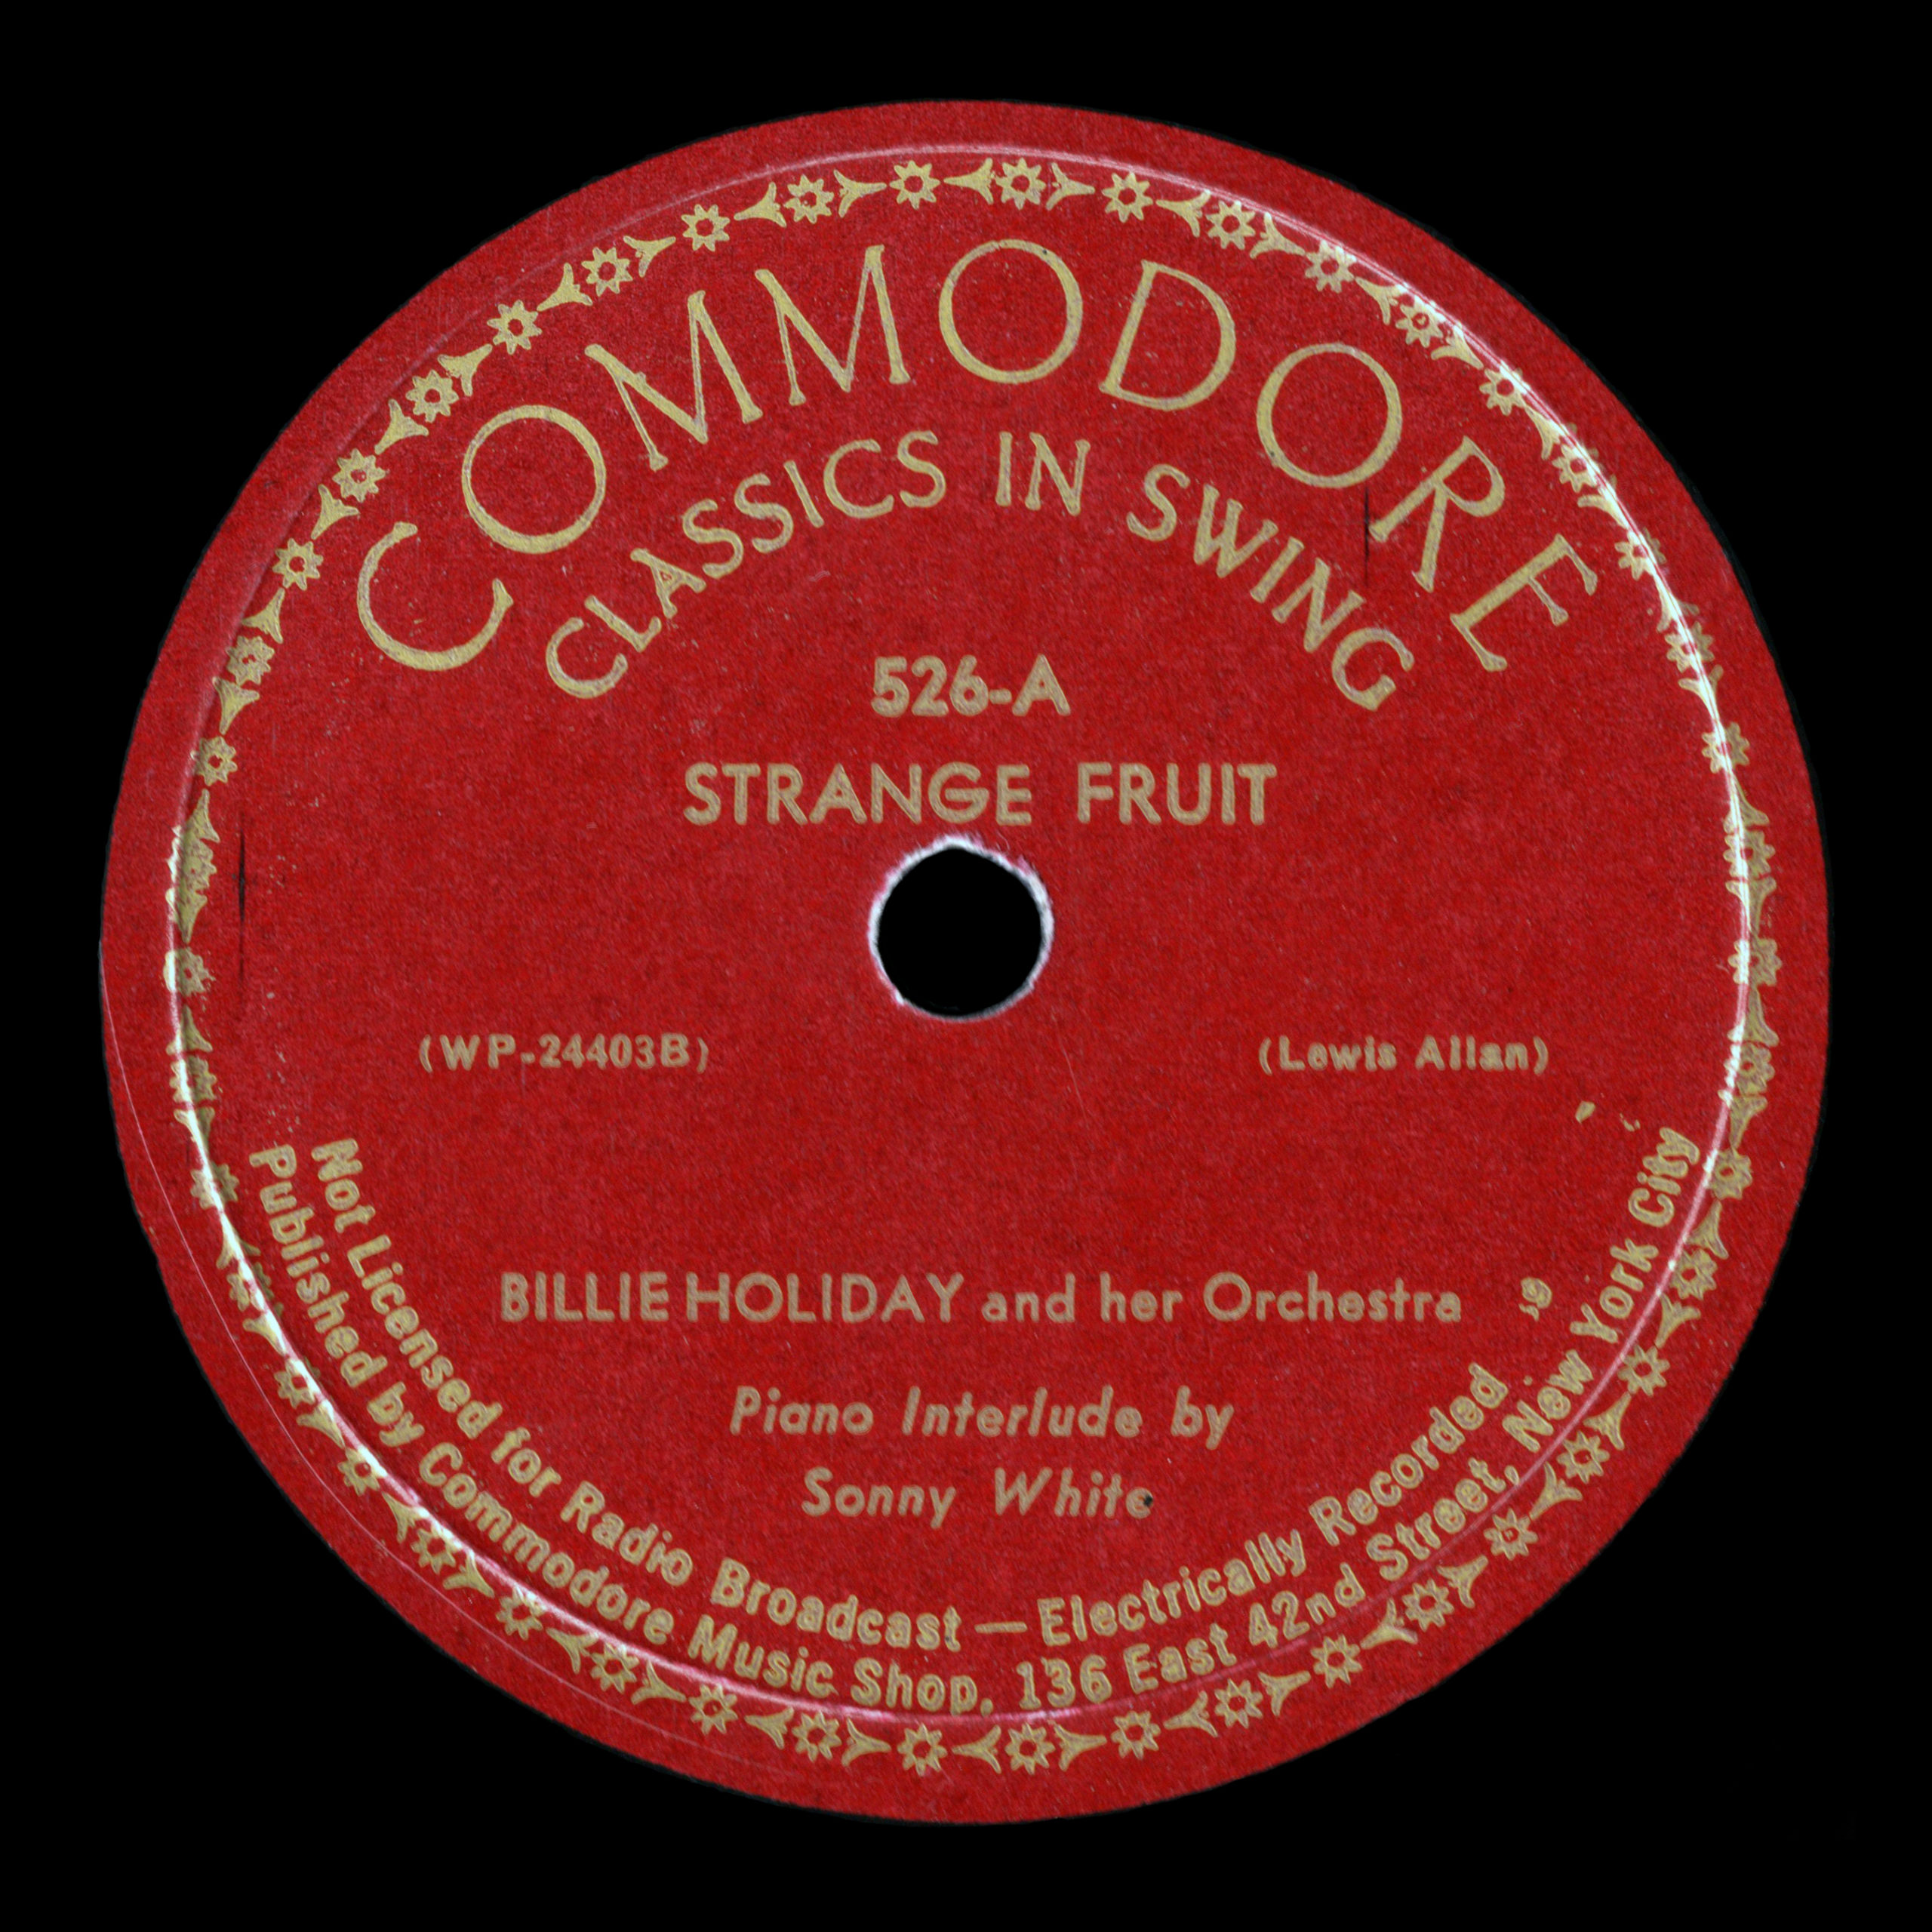 COMMODORE
CLASSICS IN SWING
526-A
STRANGE FRUIT
(WP-24403B)
(Lewis Allan)
BILLIE HOLIDAY and her Orchestra
Piano Interlude by
Sonny White
Not Licensed for Radio Broadcast — Electrically Recorded
Published by Commodore Music Shop, 136 East 42nd Street, New York City